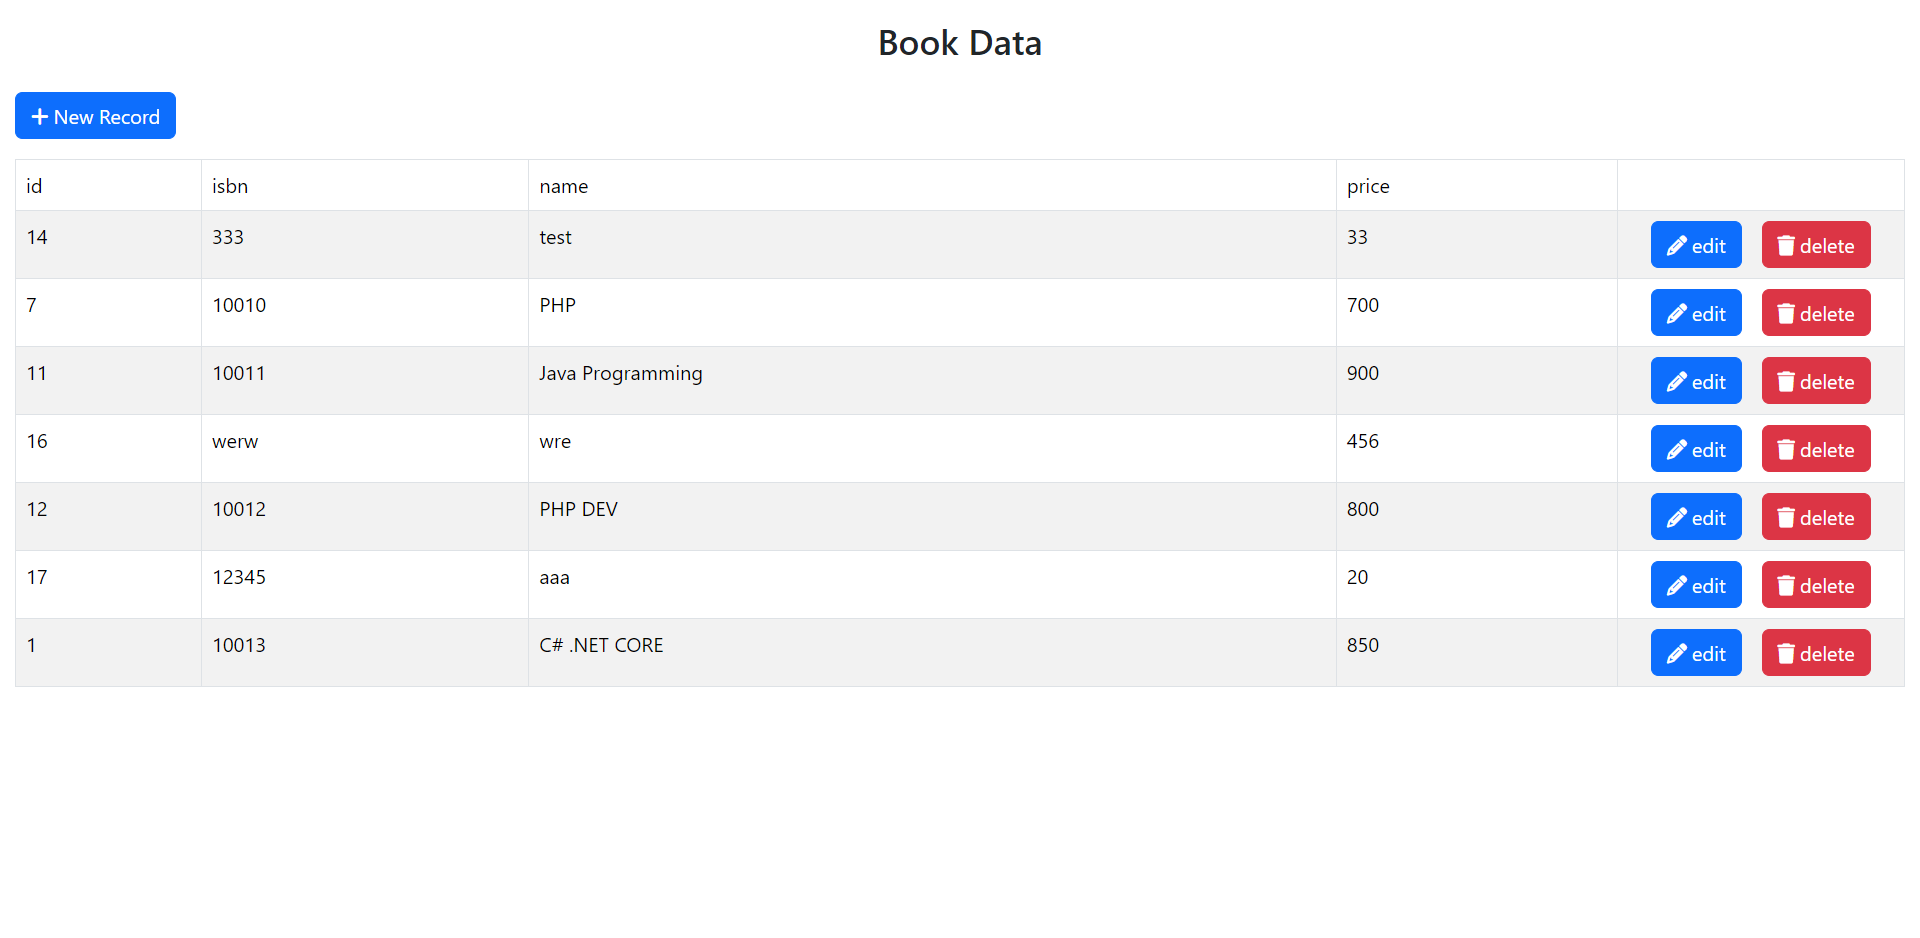 Book Data
New Record
id isbn name price
14 333 test 33 edit delete
7 10010 PHP 700 edit delete
11 10011 Java Programming 900 edit delete
16 werw wre 456 edit delete
12 10012 PHP DEV 800 edit delete
17 12345 aaa 20 edit delete
1 10013 C# .NET CORE 850 edit delete